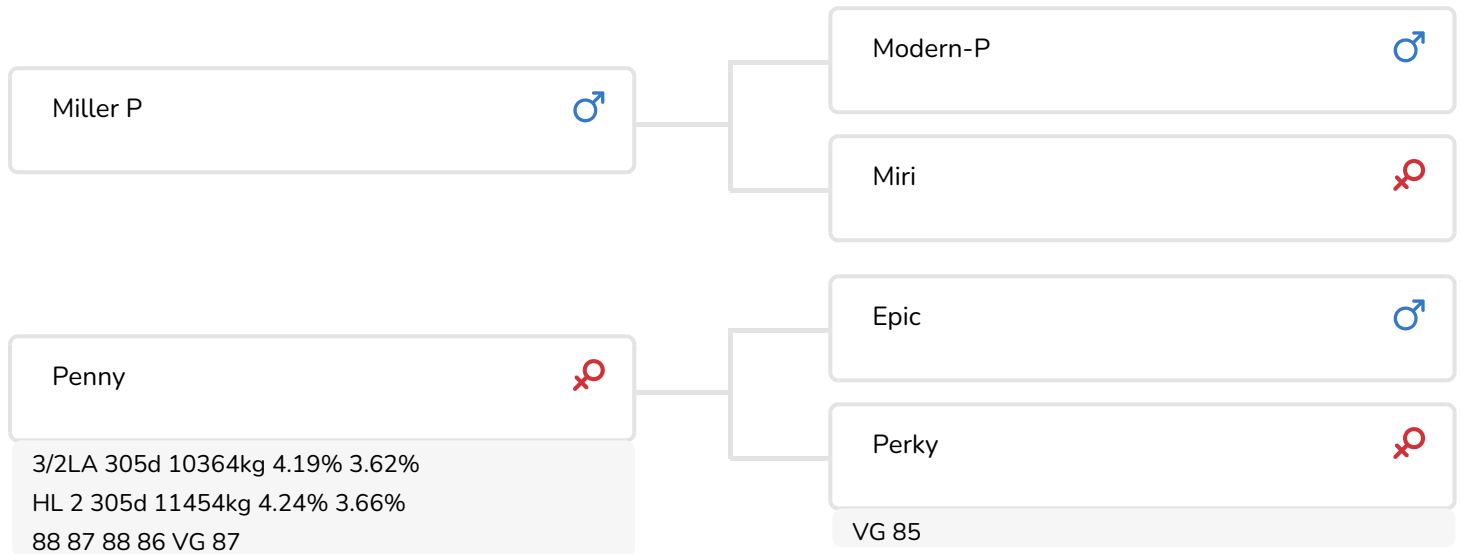 Miller P
Modern-P
Miri
Penny
3/2LA 305d 10364kg 4.19% 3.62%
HL 2 305d 11454kg 4.24% 3.66%
88 87 88 86 VG 87
Epic
Perky
VG 85